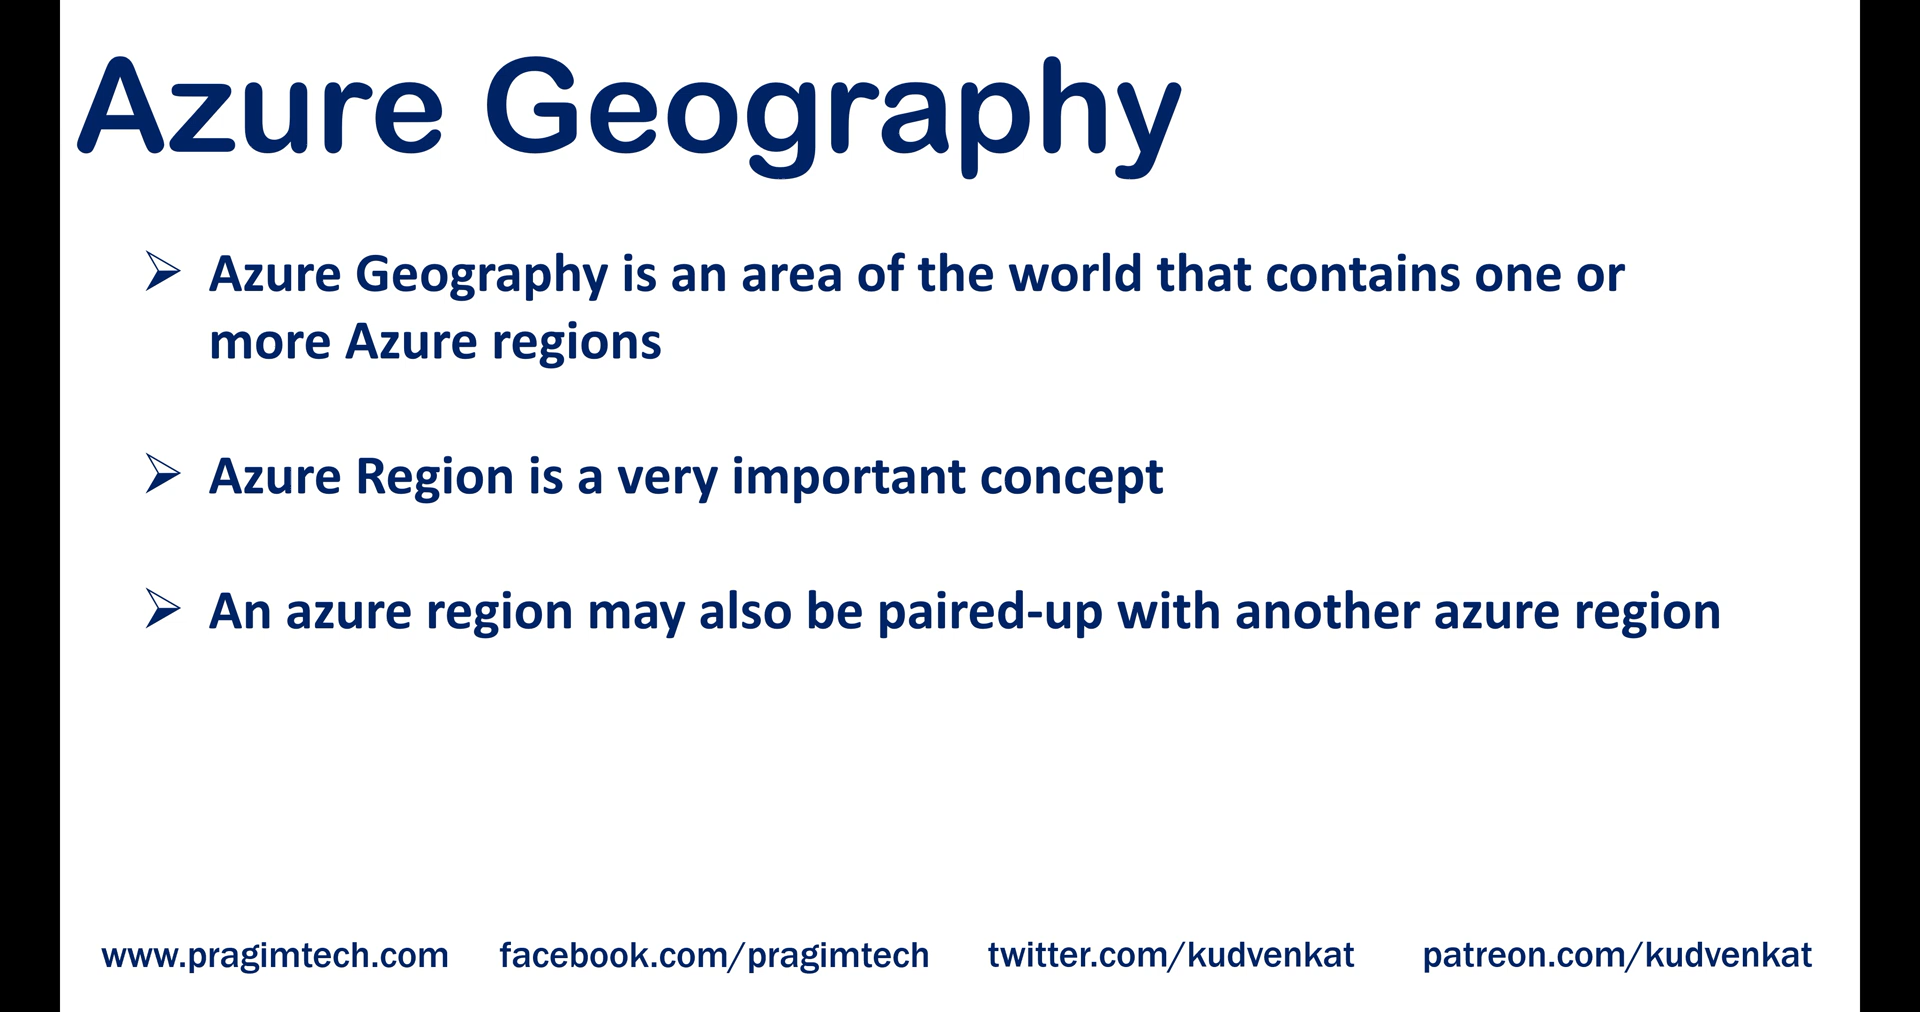 Azure Geography
➢ Azure Geography is an area of the world that contains one or
more Azure regions
➢ Azure Region is a very important concept
➢ An azure region may also be paired-up with another azure region
www.pragimtech.com facebook.com/pragimtech twitter.com/kudvenkat patreon.com/kudvenkat